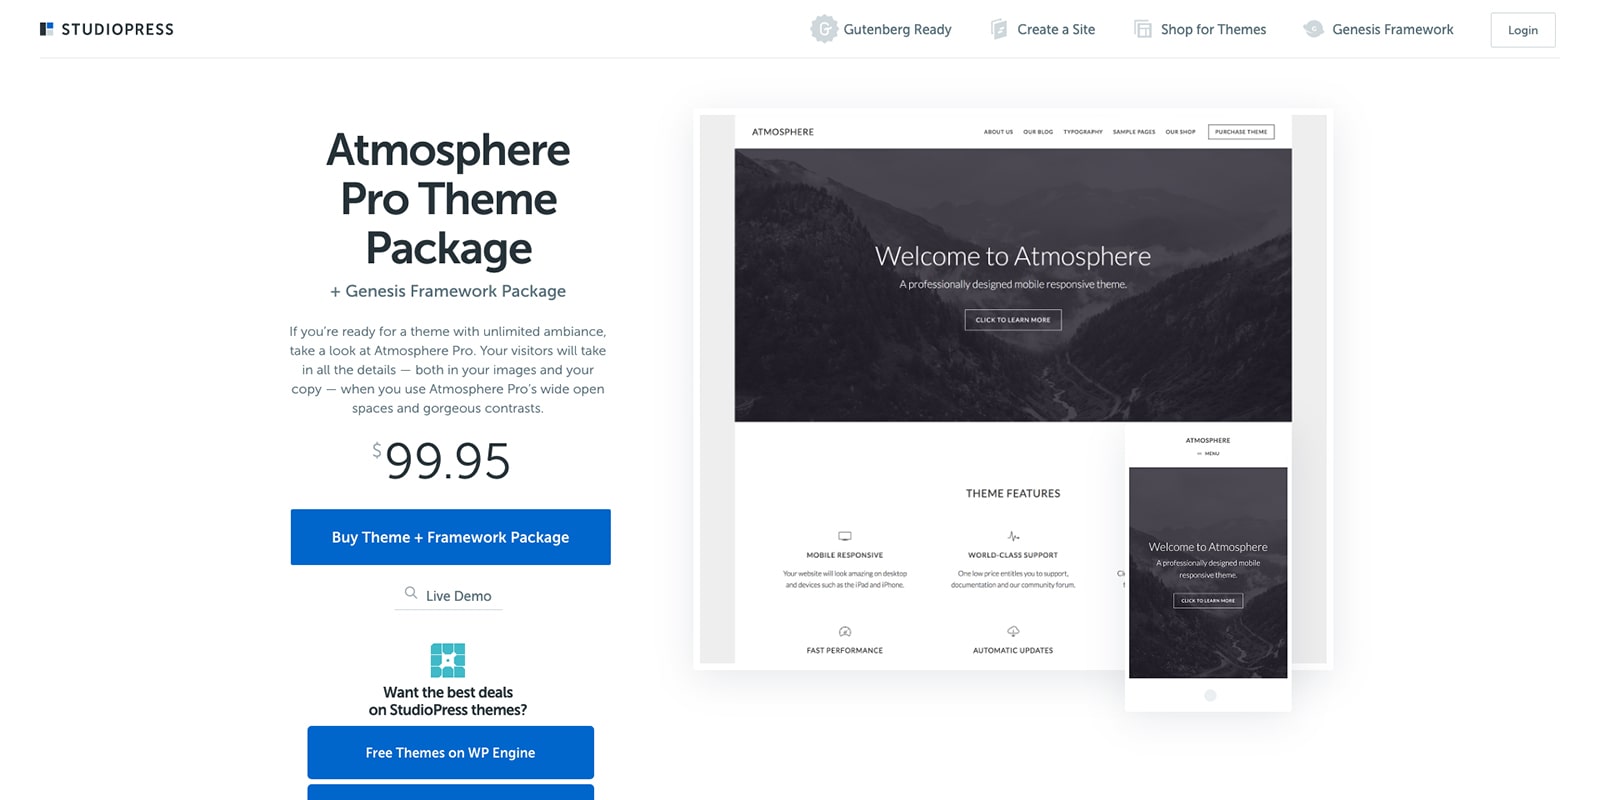 STUDIOPRESS
Gutenberg Ready
Create a Site
Shop for Themes
Genesis Framework
Login
Atmosphere
Pro Theme
Package
+ Genesis Framework Package
If you’re ready for a theme with unlimited ambiance,
take a look at Atmosphere Pro. Your visitors will take
in all the details — both in your images and your
copy — when you use Atmosphere Pro’s wide open
spaces and gorgeous contrasts.
$99.95
Buy Theme + Framework Package
Live Demo
Want the best deals
on StudioPress themes?
Free Themes on WP Engine
ATMOSPHERE
ABOUT US
OUR BLOG
TYPOGRAPHY
SAMPLE PAGES
OUR SHOP
PURCHASE THEME
Welcome to Atmosphere
A professionally designed mobile responsive theme.
CLICK TO LEARN MORE
THEME FEATURES
MOBILE RESPONSIVE
Your website will look amazing on desktop
and devices such as the iPad and iPhone.
WORLD-CLASS SUPPORT
One low price entitles you to support,
documentation and our community forum.
FAST PERFORMANCE
AUTOMATIC UPDATES
ATMOSPHERE
MENU
Welcome to Atmosphere
A professionally designed mobile
responsive theme.
CLICK TO LEARN MORE